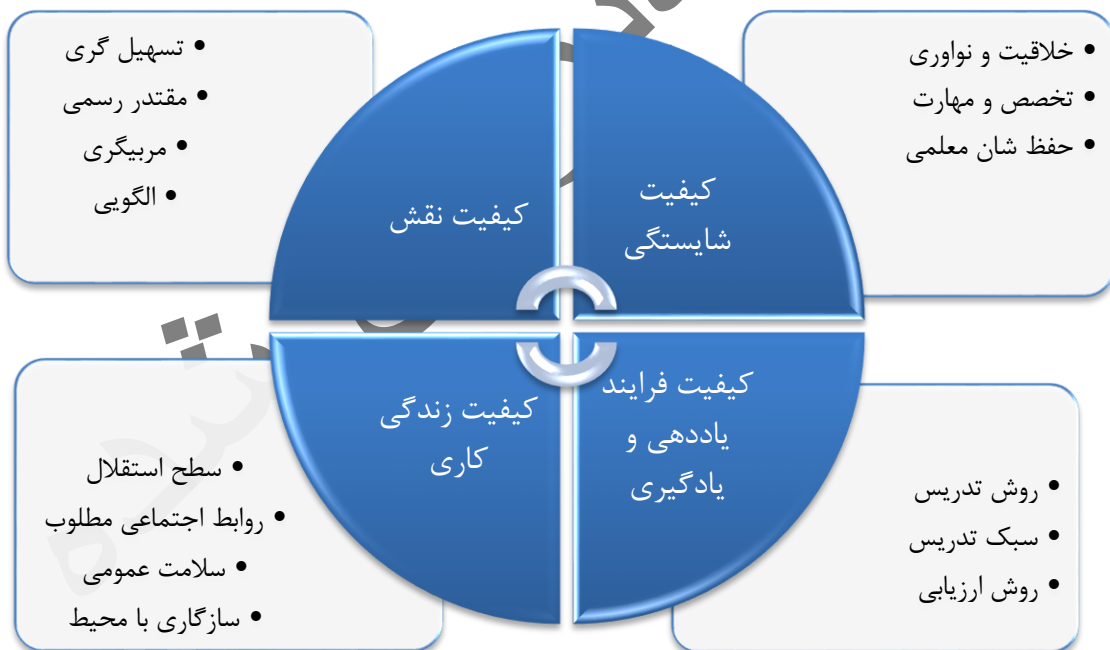 • خلاقیت و نواوری
• تخصص و مهارت
• حفظ شان معلمی
کیفیت
شایستگی
• تسهیل گری
• مقتدر رسمی
• مربیگری
• الگویی
کیفیت نقش
• روش تدریس
• سبک تدریس
• روش ارزیابی
کیفیت فرایند
یاددهی و
یادگیری
• سطح استقلال
• روابط اجتماعی مطلوب
• سلامت عمومی
• سازگاری با محیط
کیفیت زندگی
کاری